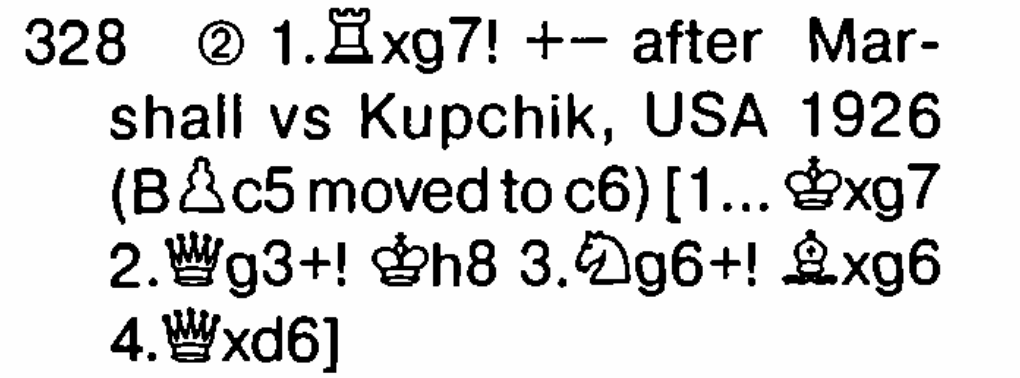 328 ② 1.♖xg7! +− after Mar-
shall vs Kupchik, USA 1926
(B♙c5 moved to c6) [1... ♔xg7
2.♕g3+! ♔h8 3.♘g6+! ♗xg6
4.♕xd6]